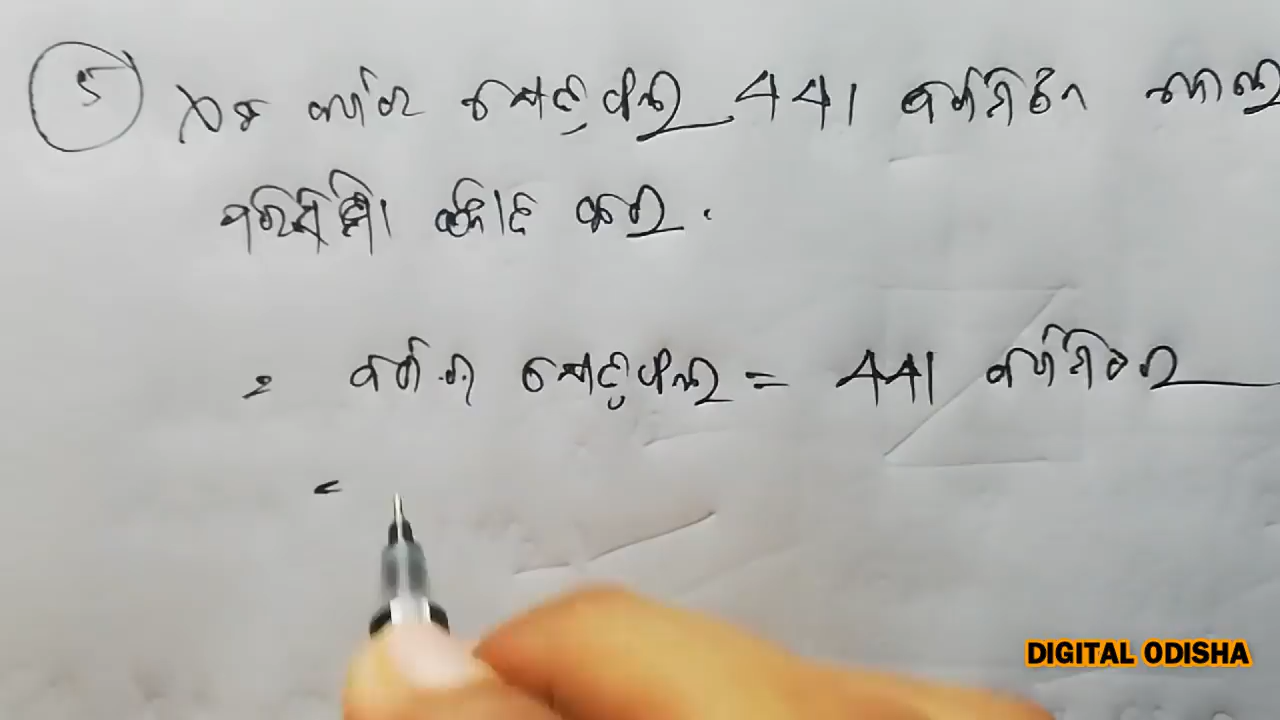 5 ଏକ ବର୍ଗର କ୍ଷେତ୍ରଫଳ 441 ବର୍ଗମିଟର ହେଲେ
ପରିସୀମା କେତେ ହେବ .
= ବର୍ଗର କ୍ଷେତ୍ରଫଳ = 441 ବର୍ଗମିଟର
DIGITAL ODISHA